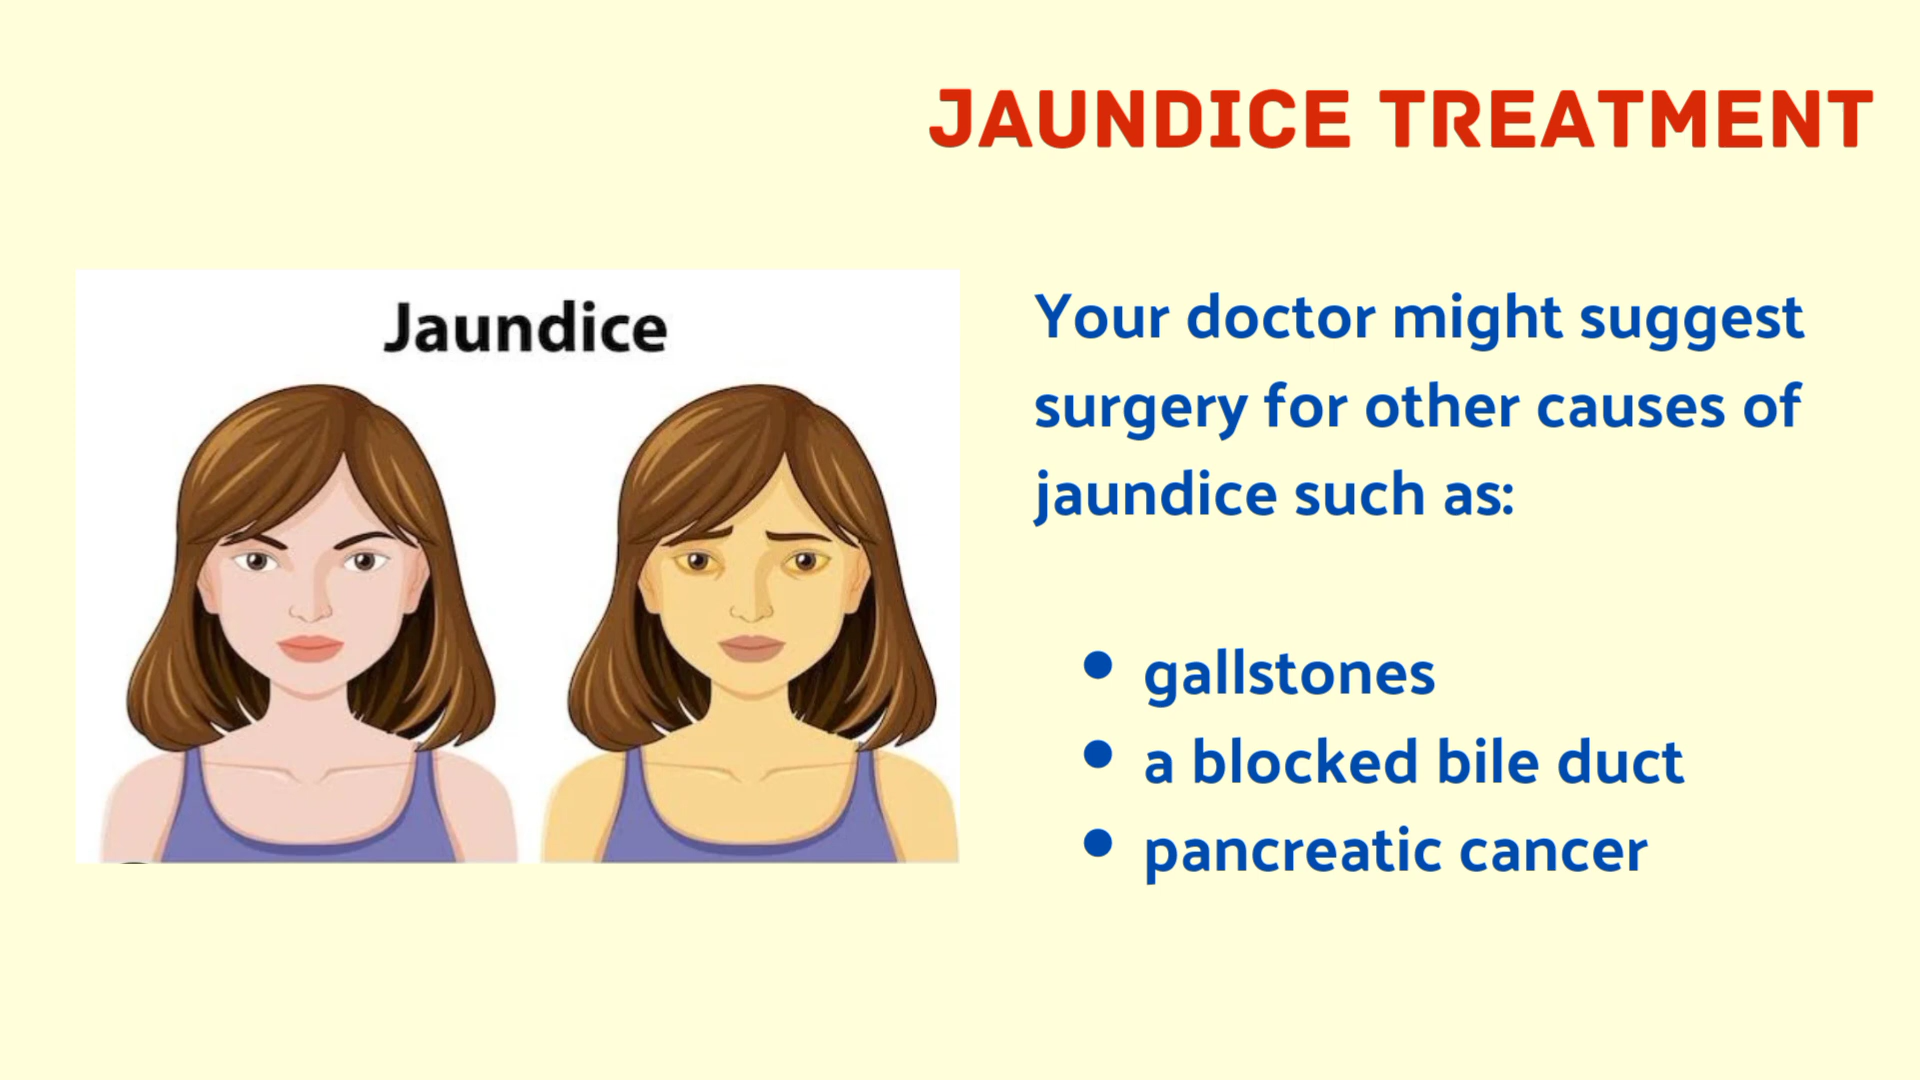 JAUNDICE TREATMENT
Jaundice
Your doctor might suggest
surgery for other causes of
jaundice such as:
• gallstones
• a blocked bile duct
• pancreatic cancer